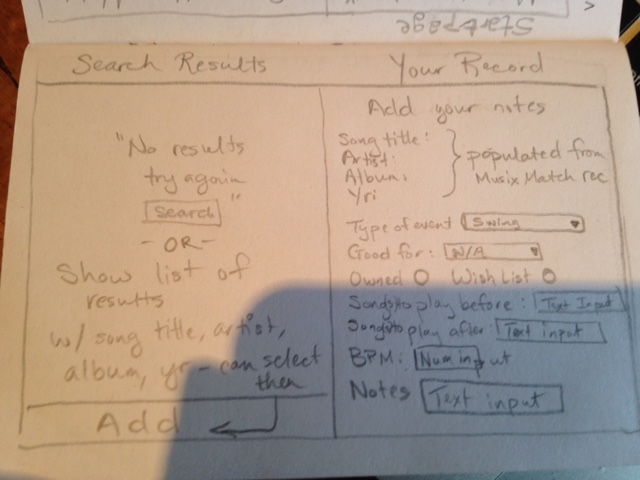 Start Page
>
Search Results
"No results
try again
Search"
- OR -
Show list of
results
w/ song title, artist,
album, yr - can select
then
Add
Your Record
Add your notes
Song title:
Artist:
Album:
Yr:
populated from
MusixMatch rec
Type of event Swing
Good for: N/A
Owned Wish List
Songs to play before: Text Input
Songs to play after: Text input
BPM: Num input
Notes Text input